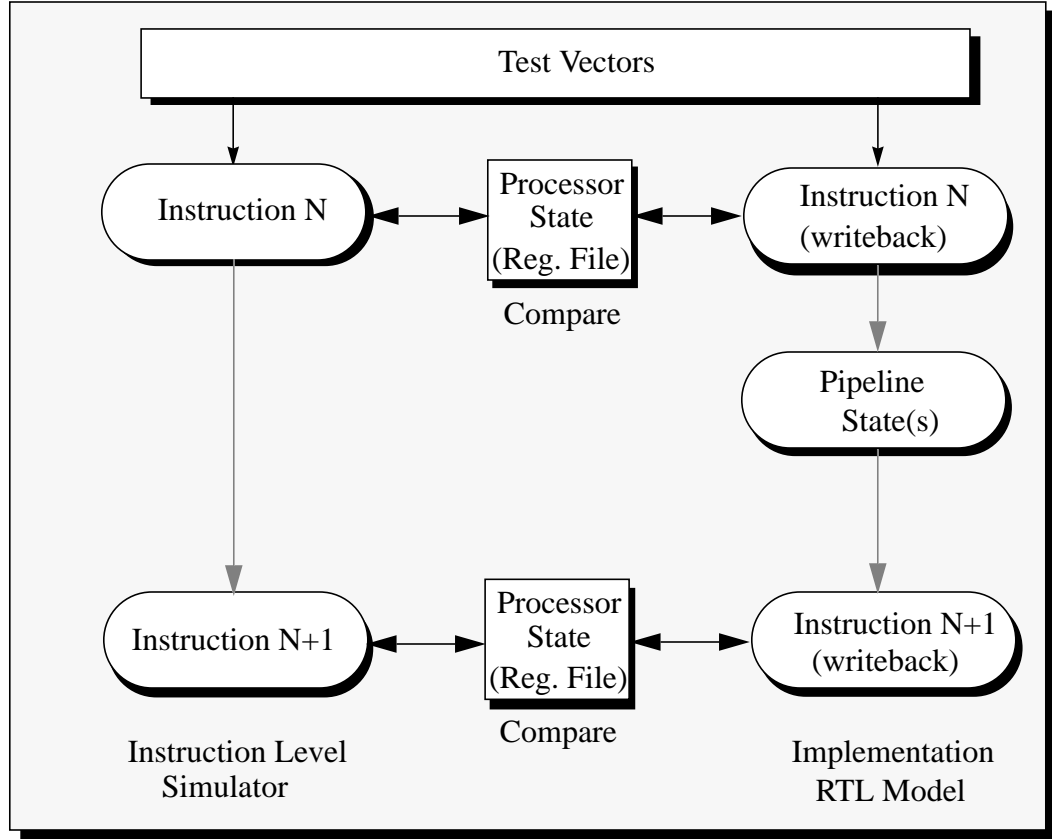 Test Vectors
Instruction N
Processor
State
(Reg. File)
Compare
Instruction N
(writeback)
Pipeline
State(s)
Instruction N+1
Processor
State
(Reg. File)
Compare
Instruction N+1
(writeback)
Instruction Level
Simulator
Implementation
RTL Model